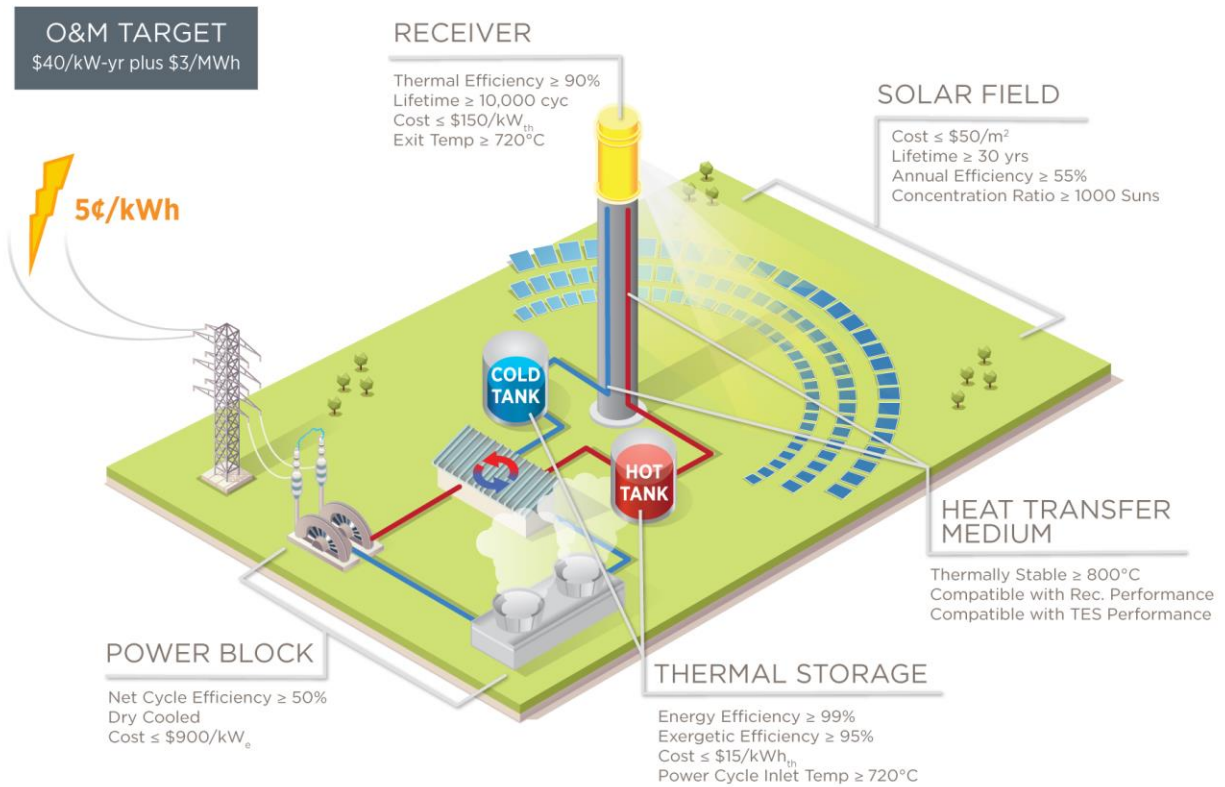 O&M TARGET
$40/kW-yr plus $3/MWh
RECEIVER
Thermal Efficiency ≥ 90%
Lifetime ≥ 10,000 cyc
Cost ≤ $150/kWth
Exit Temp ≥ 720°C
SOLAR FIELD
Cost ≤ $50/m²
Lifetime ≥ 30 yrs
Annual Efficiency ≥ 55%
Concentration Ratio ≥ 1000 Suns
5¢/kWh
COLD
TANK
HOT
TANK
HEAT TRANSFER
MEDIUM
Thermally Stable ≥ 800°C
Compatible with Rec. Performance
Compatible with TES Performance
POWER BLOCK
Net Cycle Efficiency ≥ 50%
Dry Cooled
Cost ≤ $900/kWe
THERMAL STORAGE
Energy Efficiency ≥ 99%
Exergetic Efficiency ≥ 95%
Cost ≤ $15/kWhth
Power Cycle Inlet Temp ≥ 720°C